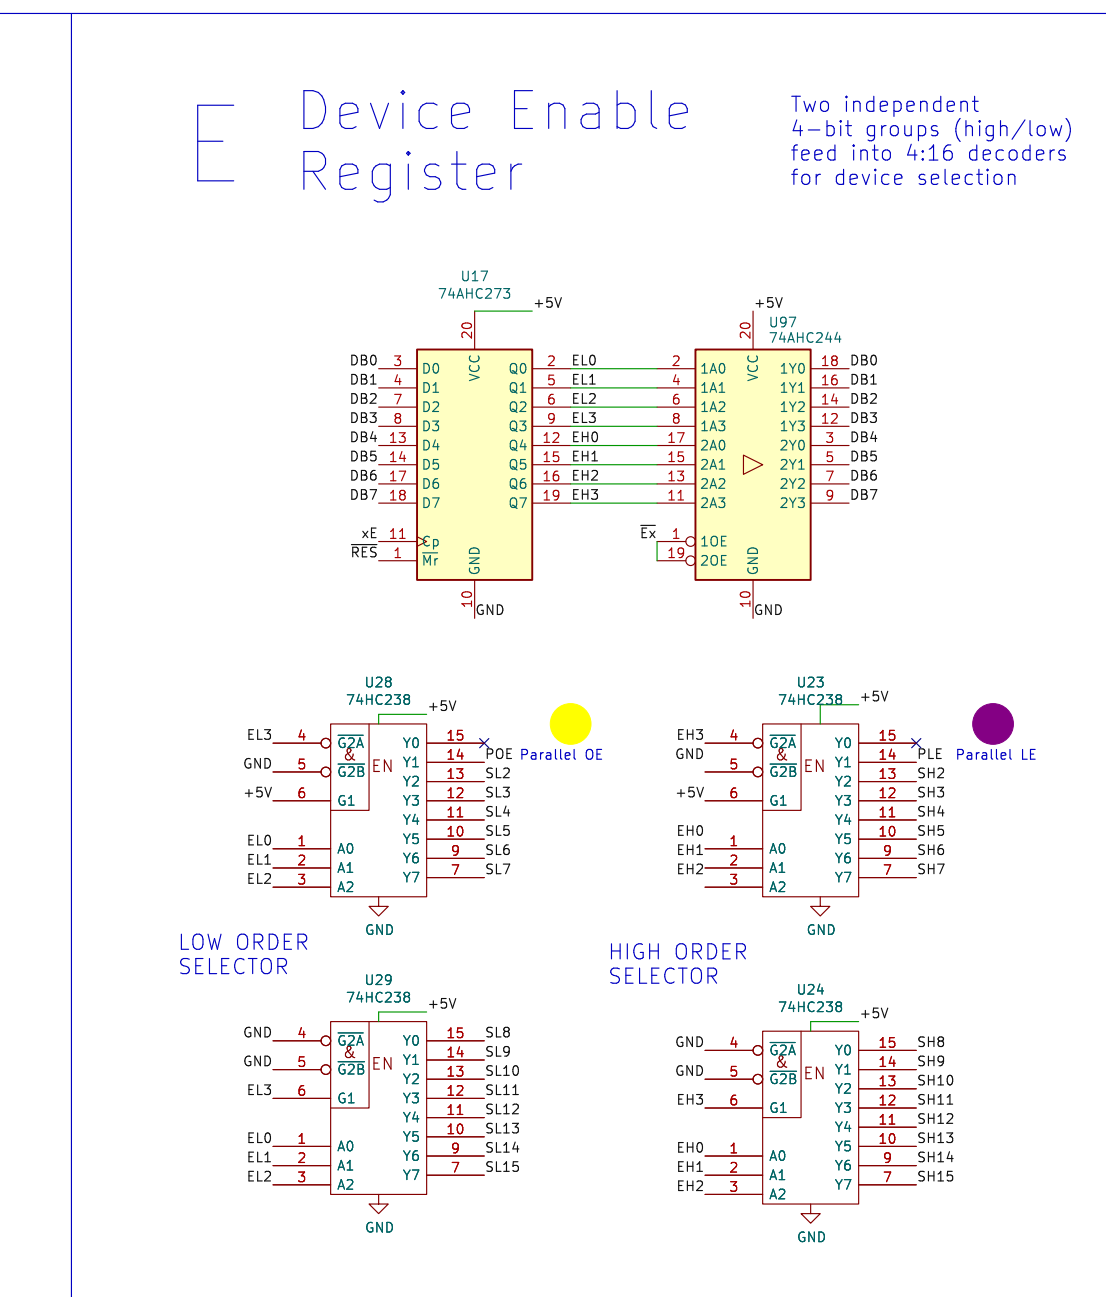 E
Device Enable
Register
Two independent
4-bit groups (high/low)
feed into 4:16 decoders
for device selection
U17
74AHC273
+5V
20
VCC
DB0 3 D0 Q0 2 EL0
DB1 4 D1 Q1 5 EL1
DB2 7 D2 Q2 6 EL2
DB3 8 D3 Q3 9 EL3
DB4 13 D4 Q4 12 EH0
DB5 14 D5 Q5 15 EH1
DB6 17 D6 Q6 16 EH2
DB7 18 D7 Q7 19 EH3
xE 11 Cp
RES 1 Mr
GND
10
GND
+5V
U97
74AHC244
20
VCC
2 1A0 1Y0 18 DB0
4 1A1 1Y1 16 DB1
6 1A2 1Y2 14 DB2
8 1A3 1Y3 12 DB3
17 2A0 2Y0 3 DB4
15 2A1 2Y1 5 DB5
13 2A2 2Y2 7 DB6
11 2A3 2Y3 9 DB7
Ex 1 1OE
19 2OE
GND
10
GND
U28
74HC238
+5V
EL3 4 G2A
GND 5 G2B
& EN
+5V 6 G1
EL0 1 A0
EL1 2 A1
EL2 3 A2
Y0 15
Y1 14 POE
Y2 13 SL2
Y3 12 SL3
Y4 11 SL4
Y5 10 SL5
Y6 9 SL6
Y7 7 SL7
GND
Parallel OE
U23
74HC238
+5V
EH3 4 G2A
GND 5 G2B
& EN
+5V 6 G1
EH0 1 A0
EH1 2 A1
EH2 3 A2
Y0 15
Y1 14 PLE
Y2 13 SH2
Y3 12 SH3
Y4 11 SH4
Y5 10 SH5
Y6 9 SH6
Y7 7 SH7
GND
Parallel LE
LOW ORDER
SELECTOR
HIGH ORDER
SELECTOR
U29
74HC238
+5V
GND 4 G2A
GND 5 G2B
& EN
EL3 6 G1
EL0 1 A0
EL1 2 A1
EL2 3 A2
Y0 15 SL8
Y1 14 SL9
Y2 13 SL10
Y3 12 SL11
Y4 11 SL12
Y5 10 SL13
Y6 9 SL14
Y7 7 SL15
GND
U24
74HC238
+5V
GND 4 G2A
GND 5 G2B
& EN
EH3 6 G1
EH0 1 A0
EH1 2 A1
EH2 3 A2
Y0 15 SH8
Y1 14 SH9
Y2 13 SH10
Y3 12 SH11
Y4 11 SH12
Y5 10 SH13
Y6 9 SH14
Y7 7 SH15
GND